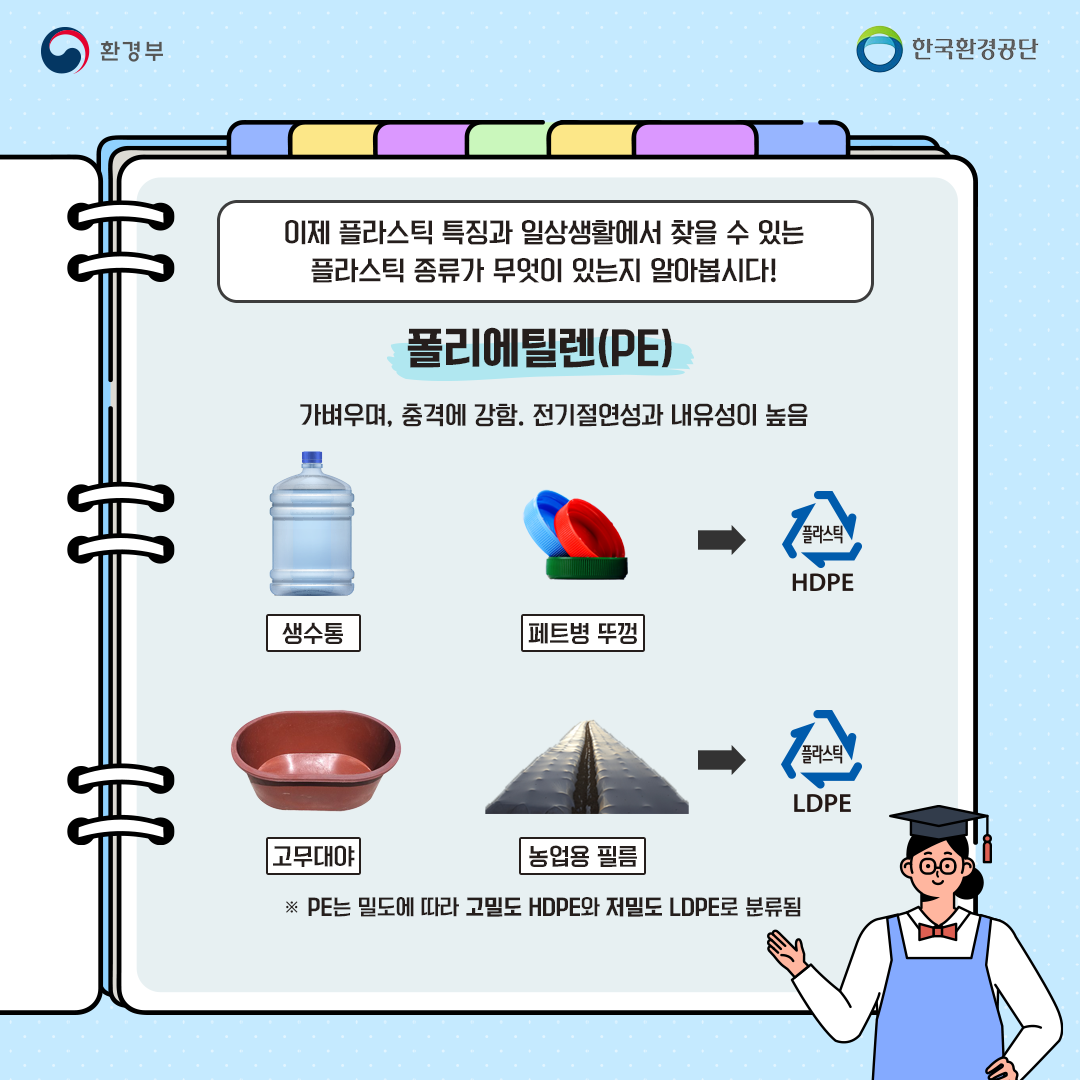 환경부
한국환경공단
이제 플라스틱 특징과 일상생활에서 찾을 수 있는
플라스틱 종류가 무엇이 있는지 알아봅시다!
폴리에틸렌(PE)
가벼우며, 충격에 강함. 전기절연성과 내유성이 높음
플라스틱
HDPE
생수통
페트병 뚜껑
플라스틱
LDPE
고무대야
농업용 필름
※ PE는 밀도에 따라 고밀도 HDPE와 저밀도 LDPE로 분류됨